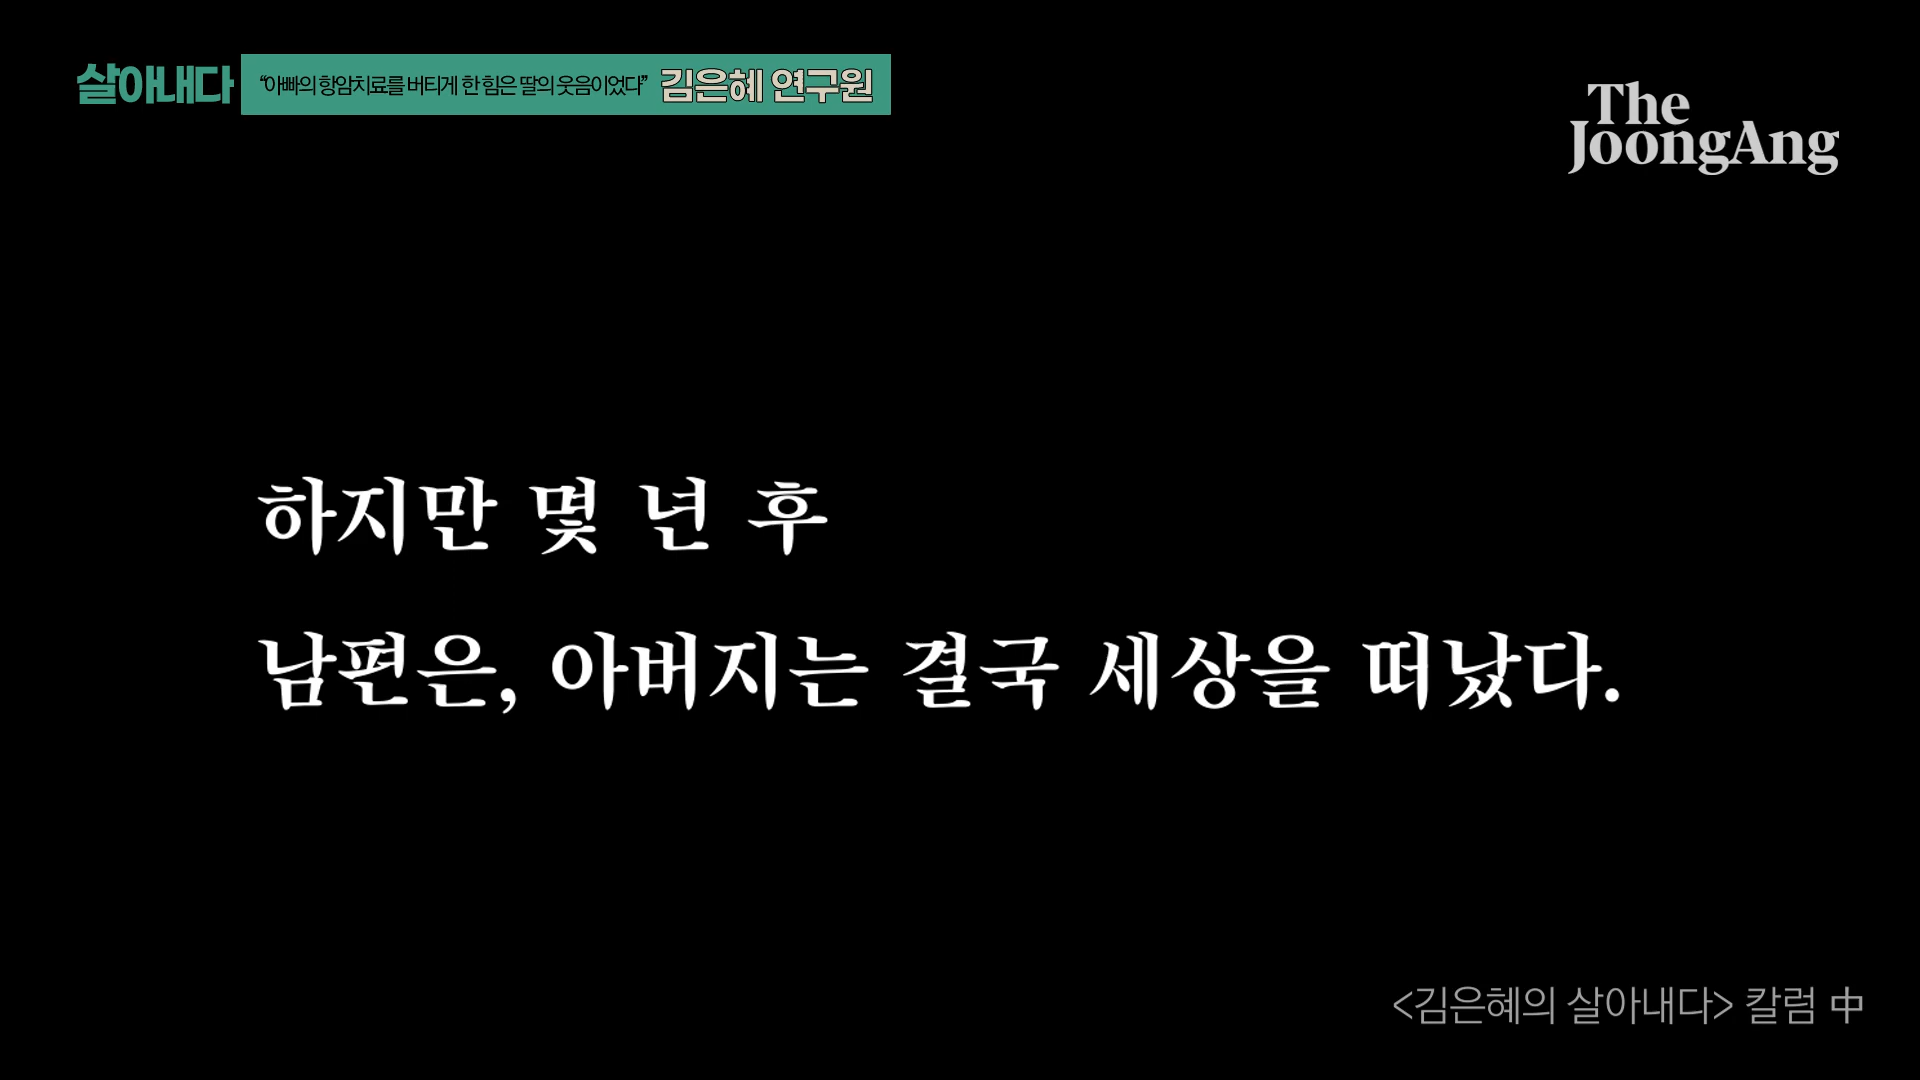 살아내다 “아빠의 항암치료를 버티게 한 힘은 딸의 웃음이었다” 김은혜 연구원
The
JoongAng
하지만 몇 년 후
남편은, 아버지는 결국 세상을 떠났다.
<김은혜의 살아내다> 칼럼 中